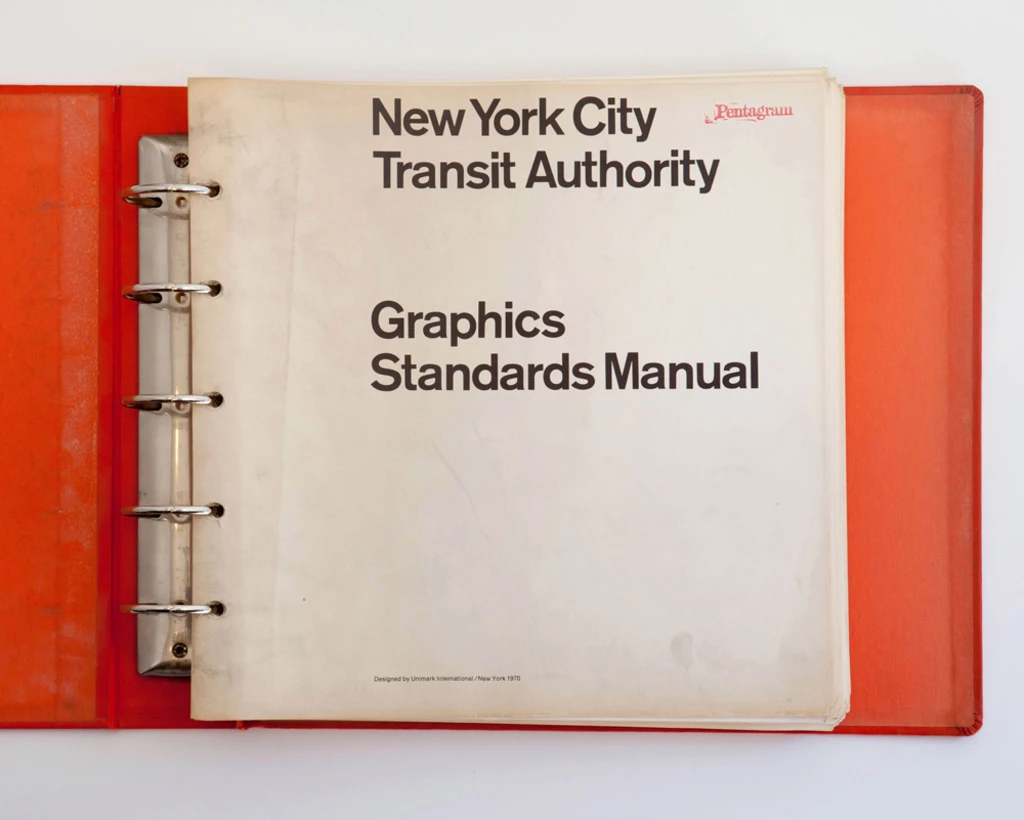 New York City
Transit Authority
Pentagram
Graphics
Standards Manual
Designed by Unimark International / New York 1970